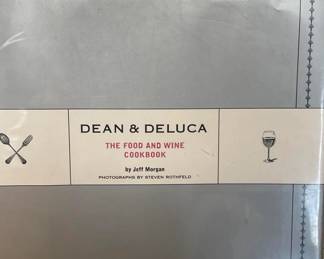 DEAN & DELUCA
THE FOOD AND WINE
COOKBOOK
by Jeff Morgan
PHOTOGRAPHS BY STEVEN ROTHFELD